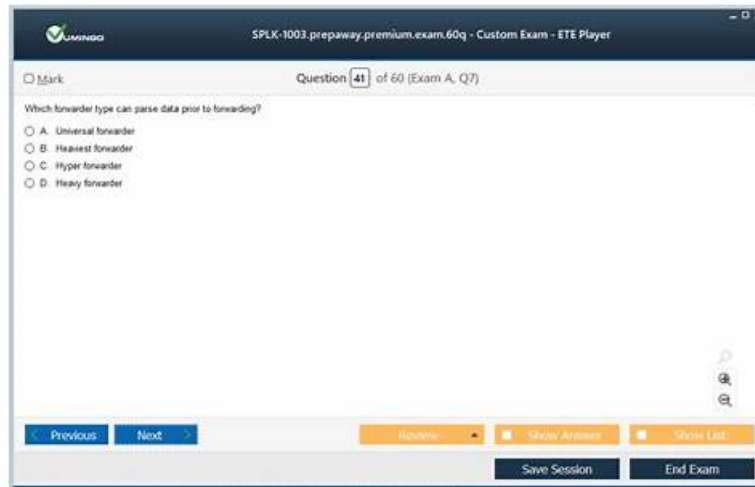 VUMINGO
SPLK-1003.prepaway.premium.exam.60q - Custom Exam - ETE Player
Mark
Question 41 of 60 (Exam A, Q7)
Which forwarder type can parse data prior to forwarding?
A. Universal forwarder
B. Heaviest forwarder
C. Hyper forwarder
D. Heavy forwarder
Previous
Next
Review
Show Answer
Show List
Save Session
End Exam